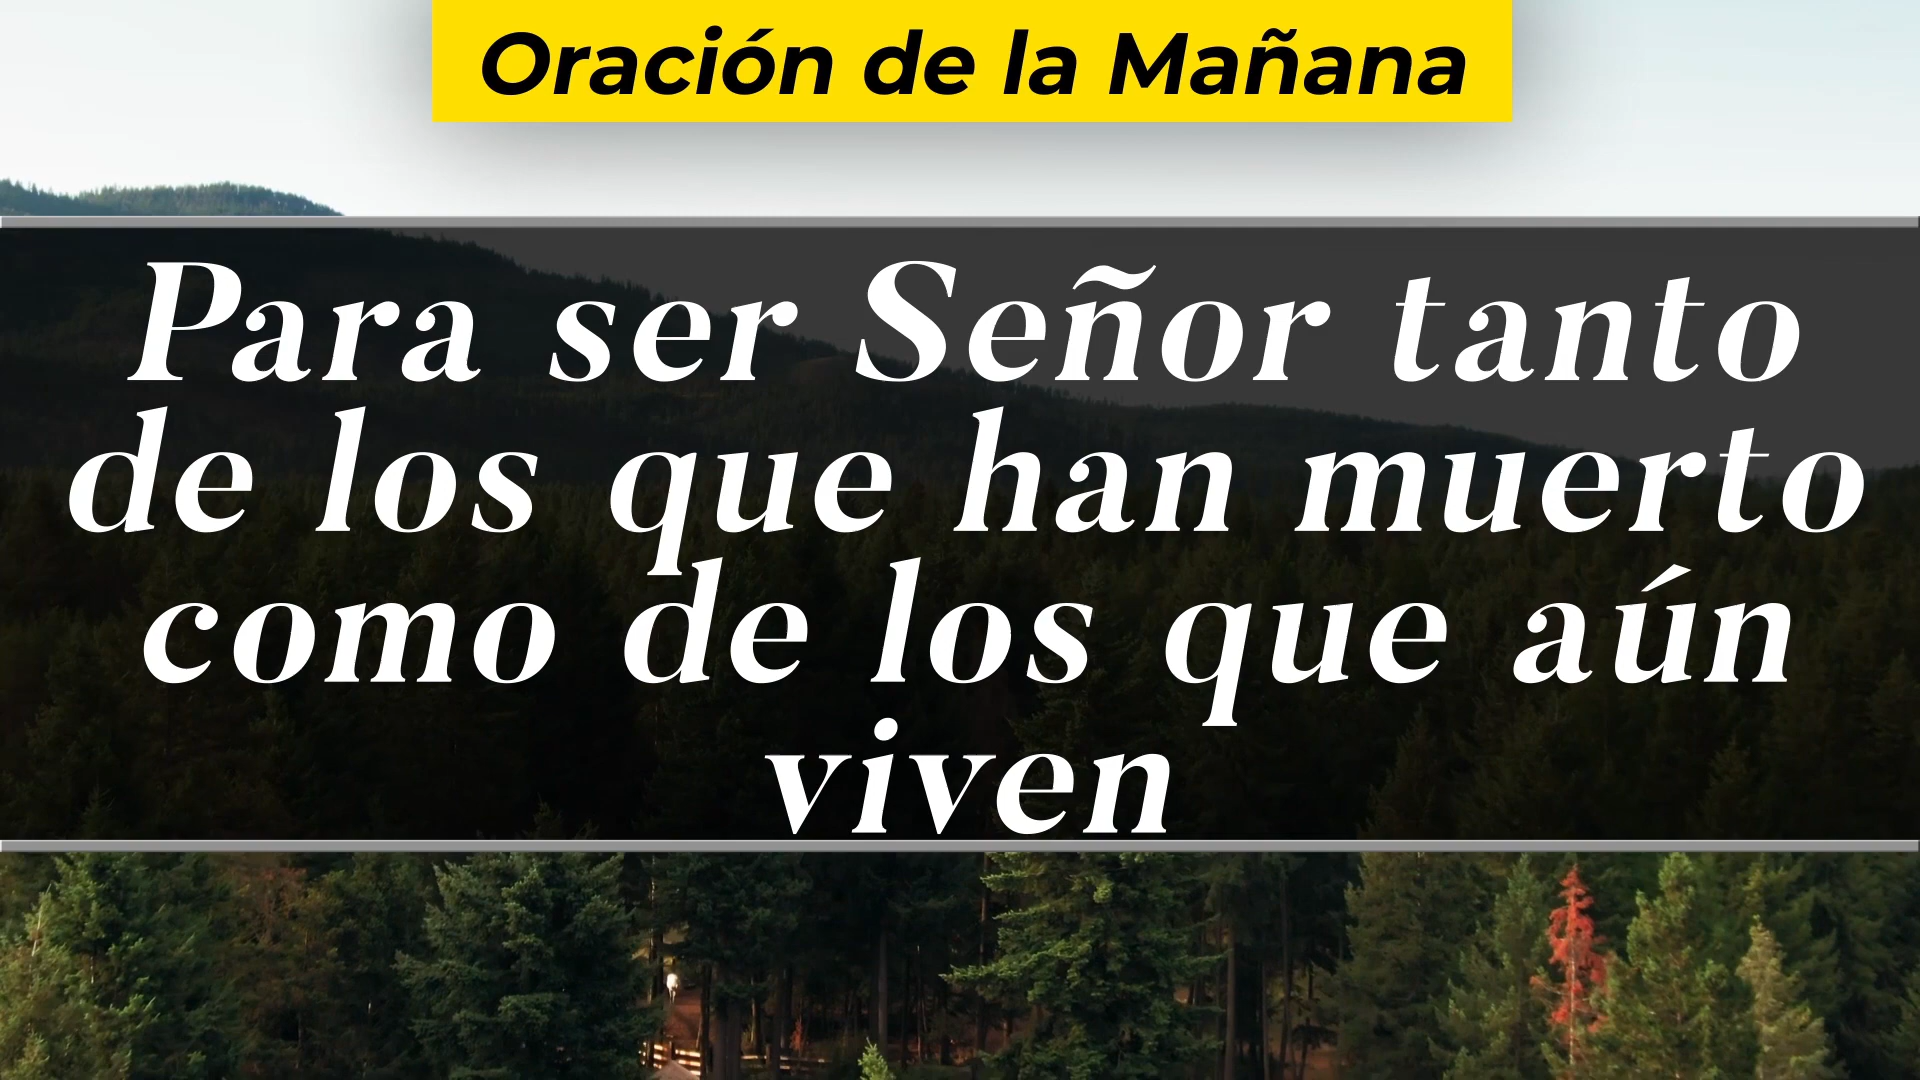 Oración de la Mañana
Para ser Señor tanto
de los que han muerto
como de los que aún
viven